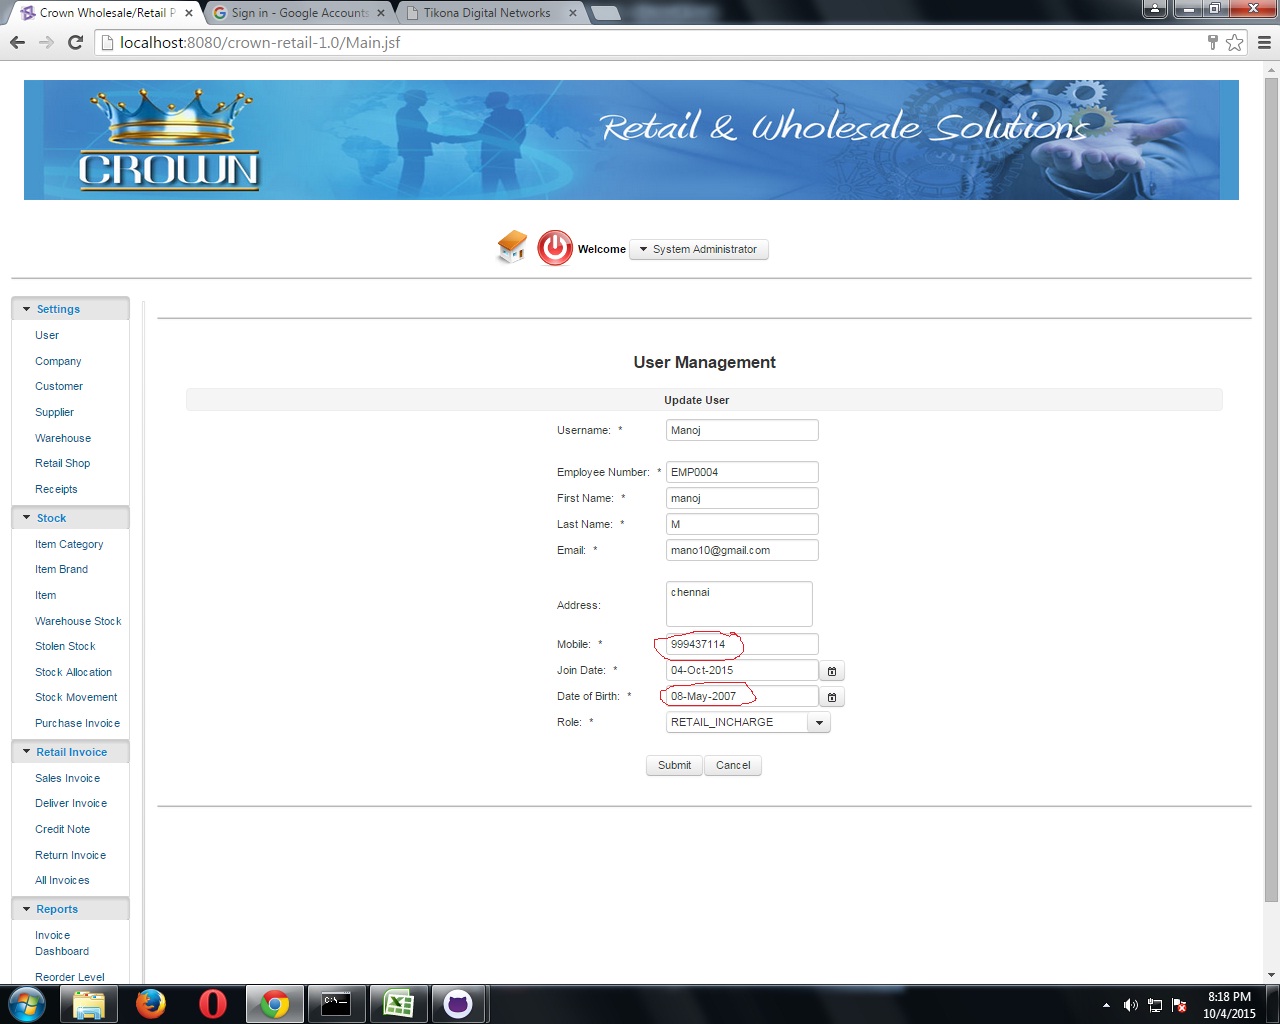 Crown Wholesale/Retail P
Sign in - Google Accounts
Tikona Digital Networks
localhost:8080/crown-retail-1.0/Main.jsf
CROWN
Retail & Wholesale Solutions
Welcome System Administrator
Settings
User
Company
Customer
Supplier
Warehouse
Retail Shop
Receipts
Stock
Item Category
Item Brand
Item
Warehouse Stock
Stolen Stock
Stock Allocation
Stock Movement
Purchase Invoice
Retail Invoice
Sales Invoice
Deliver Invoice
Credit Note
Return Invoice
All Invoices
Reports
Invoice
Dashboard
Reorder Level
User Management
Update User
Username: * Manoj
Employee Number: * EMP0004
First Name: * manoj
Last Name: * M
Email: * mano10@gmail.com
Address: chennai
Mobile: * 999437114
Join Date: * 04-Oct-2015
Date of Birth: * 08-May-2007
Role: * RETAIL_INCHARGE
Submit Cancel
C:\.
8:18 PM
10/4/2015